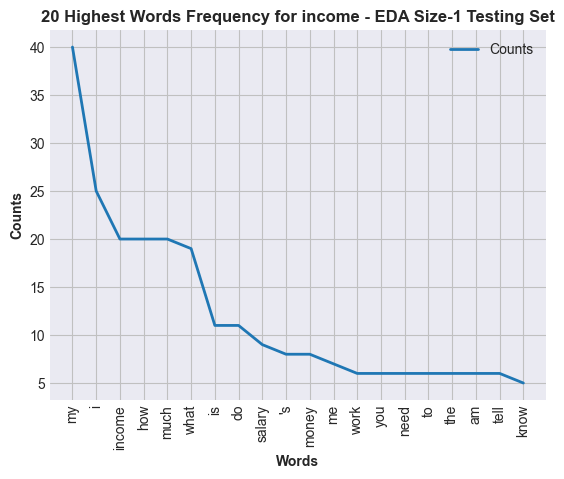 20 Highest Words Frequency for income - EDA Size-1 Testing Set
Counts
40
35
30
25
20
15
10
5
Counts
my
i
income
how
much
what
is
do
salary
's
money
me
work
you
need
to
the
am
tell
know
Words